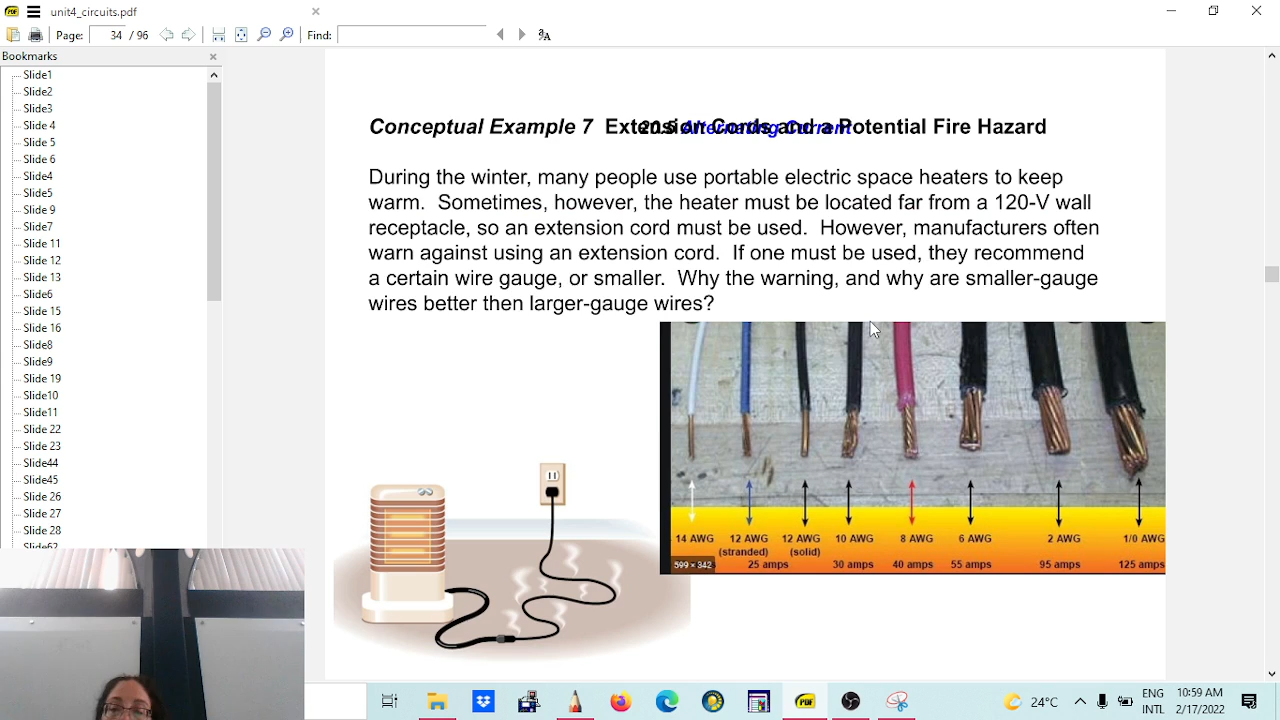 unit4_circuits.pdf
Page: 34 / 96 Find:
Bookmarks
Slide1
Slide2
Slide3
Slide 4
Slide 5
Slide 6
Slide4
Slide5
Slide 9
Slide7
Slide 11
Slide 12
Slide 13
Slide6
Slide 15
Slide 16
Slide8
Slide9
Slide 19
Slide10
Slide11
Slide 22
Slide 23
Slide44
Slide45
Slide 26
Slide 27
Slide 28
20.5 Alternating Current
Conceptual Example 7 Extension Cords and a Potential Fire Hazard
During the winter, many people use portable electric space heaters to keep
warm. Sometimes, however, the heater must be located far from a 120-V wall
receptacle, so an extension cord must be used. However, manufacturers often
warn against using an extension cord. If one must be used, they recommend
a certain wire gauge, or smaller. Why the warning, and why are smaller-gauge
wires better then larger-gauge wires?
14 AWG 12 AWG 12 AWG 10 AWG 8 AWG 6 AWG 2 AWG 1/0 AWG
(stranded) (solid)
599 × 342 25 amps 30 amps 40 amps 55 amps 95 amps 125 amps
24°C ENG 10:59 AM
INTL 2/17/2022